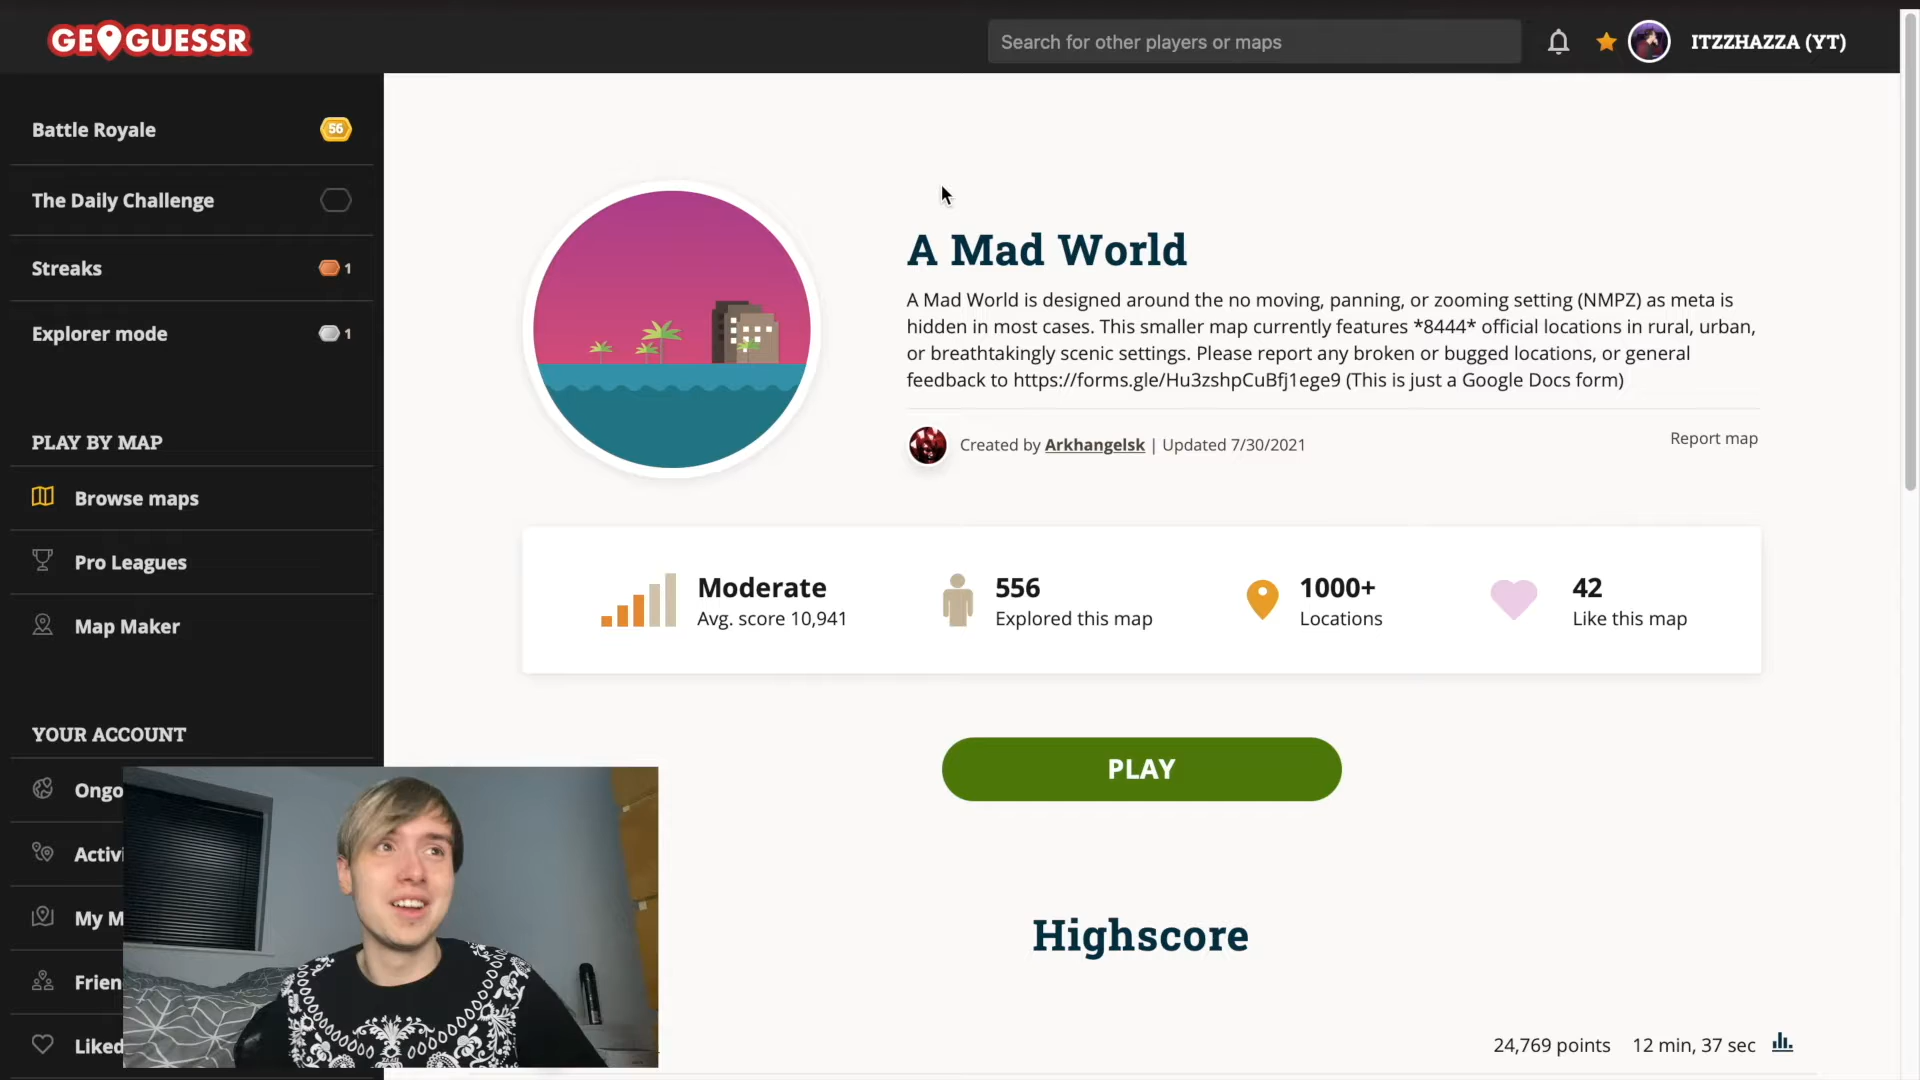 GEOGUESSR
Search for other players or maps
ITZZHAZZA (YT)
Battle Royale
56
The Daily Challenge
Streaks
1
Explorer mode
1
PLAY BY MAP
Browse maps
Pro Leagues
Map Maker
YOUR ACCOUNT
Ongo
Activi
My M
Frien
Liked
A Mad World
A Mad World is designed around the no moving, panning, or zooming setting (NMPZ) as meta is
hidden in most cases. This smaller map currently features *8444* official locations in rural, urban,
or breathtakingly scenic settings. Please report any broken or bugged locations, or general
feedback to https://forms.gle/Hu3zshpCuBfj1ege9 (This is just a Google Docs form)
Created by Arkhangelsk | Updated 7/30/2021
Report map
Moderate
Avg. score 10,941
556
Explored this map
1000+
Locations
42
Like this map
PLAY
Highscore
24,769 points 12 min, 37 sec